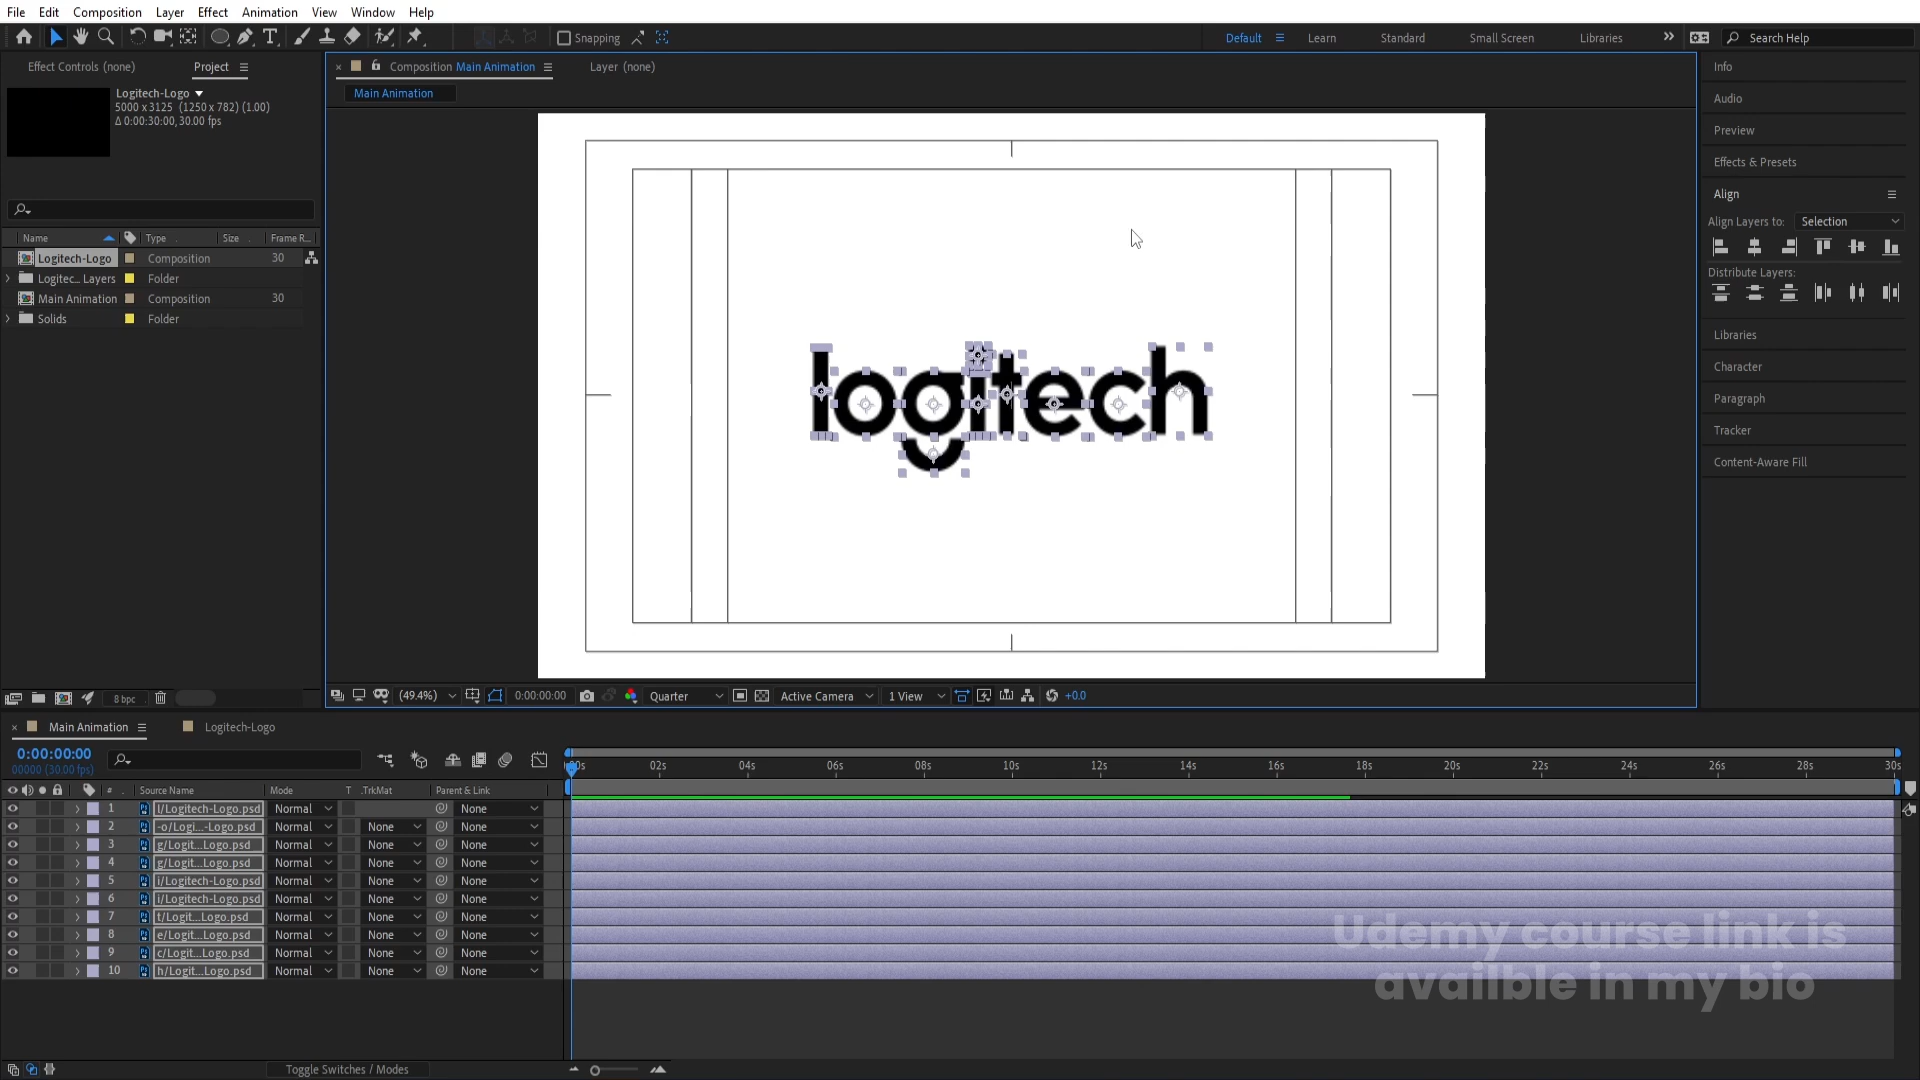 File Edit Composition Layer Effect Animation View Window Help
Snapping Default Learn Standard Small Screen Libraries Search Help
Effect Controls (none) Project
Composition Main Animation Layer (none)
Logitech-Logo
5000 x 3125 (1250 x 782) (1.00)
Δ 0:00:30:00, 30.00 fps
Main Animation
Name Type Size Frame R...
Logitech-Logo Composition 30
Logitec... Layers Folder
Main Animation Composition 30
Solids Folder
logitech
Info
Audio
Preview
Effects & Presets
Align
Align Layers to: Selection
Distribute Layers:
Libraries
Character
Paragraph
Tracker
Content-Aware Fill
8 bpc
(49.4%) 0:00:00:00 Quarter Active Camera 1 View +0.0
Main Animation Logitech-Logo
0:00:00:00
00000 (30.00 fps)
02s 04s 06s 08s 10s 12s 14s 16s 18s 20s 22s 24s 26s 28s 30s
# Source Name Mode T .TrkMat Parent & Link
1 l/Logitech-Logo.psd Normal None
2 -o/Logi...-Logo.psd Normal None None
3 g/Logit...Logo.psd Normal None None
4 g/Logit...Logo.psd Normal None None
5 i/Logitech-Logo.psd Normal None None
6 i/Logitech-Logo.psd Normal None None
7 t/Logit...Logo.psd Normal None None
8 e/Logit...Logo.psd Normal None None
9 c/Logit...Logo.psd Normal None None
10 h/Logit...Logo.psd Normal None None
Udemy course link is
availble in my bio
Toggle Switches / Modes